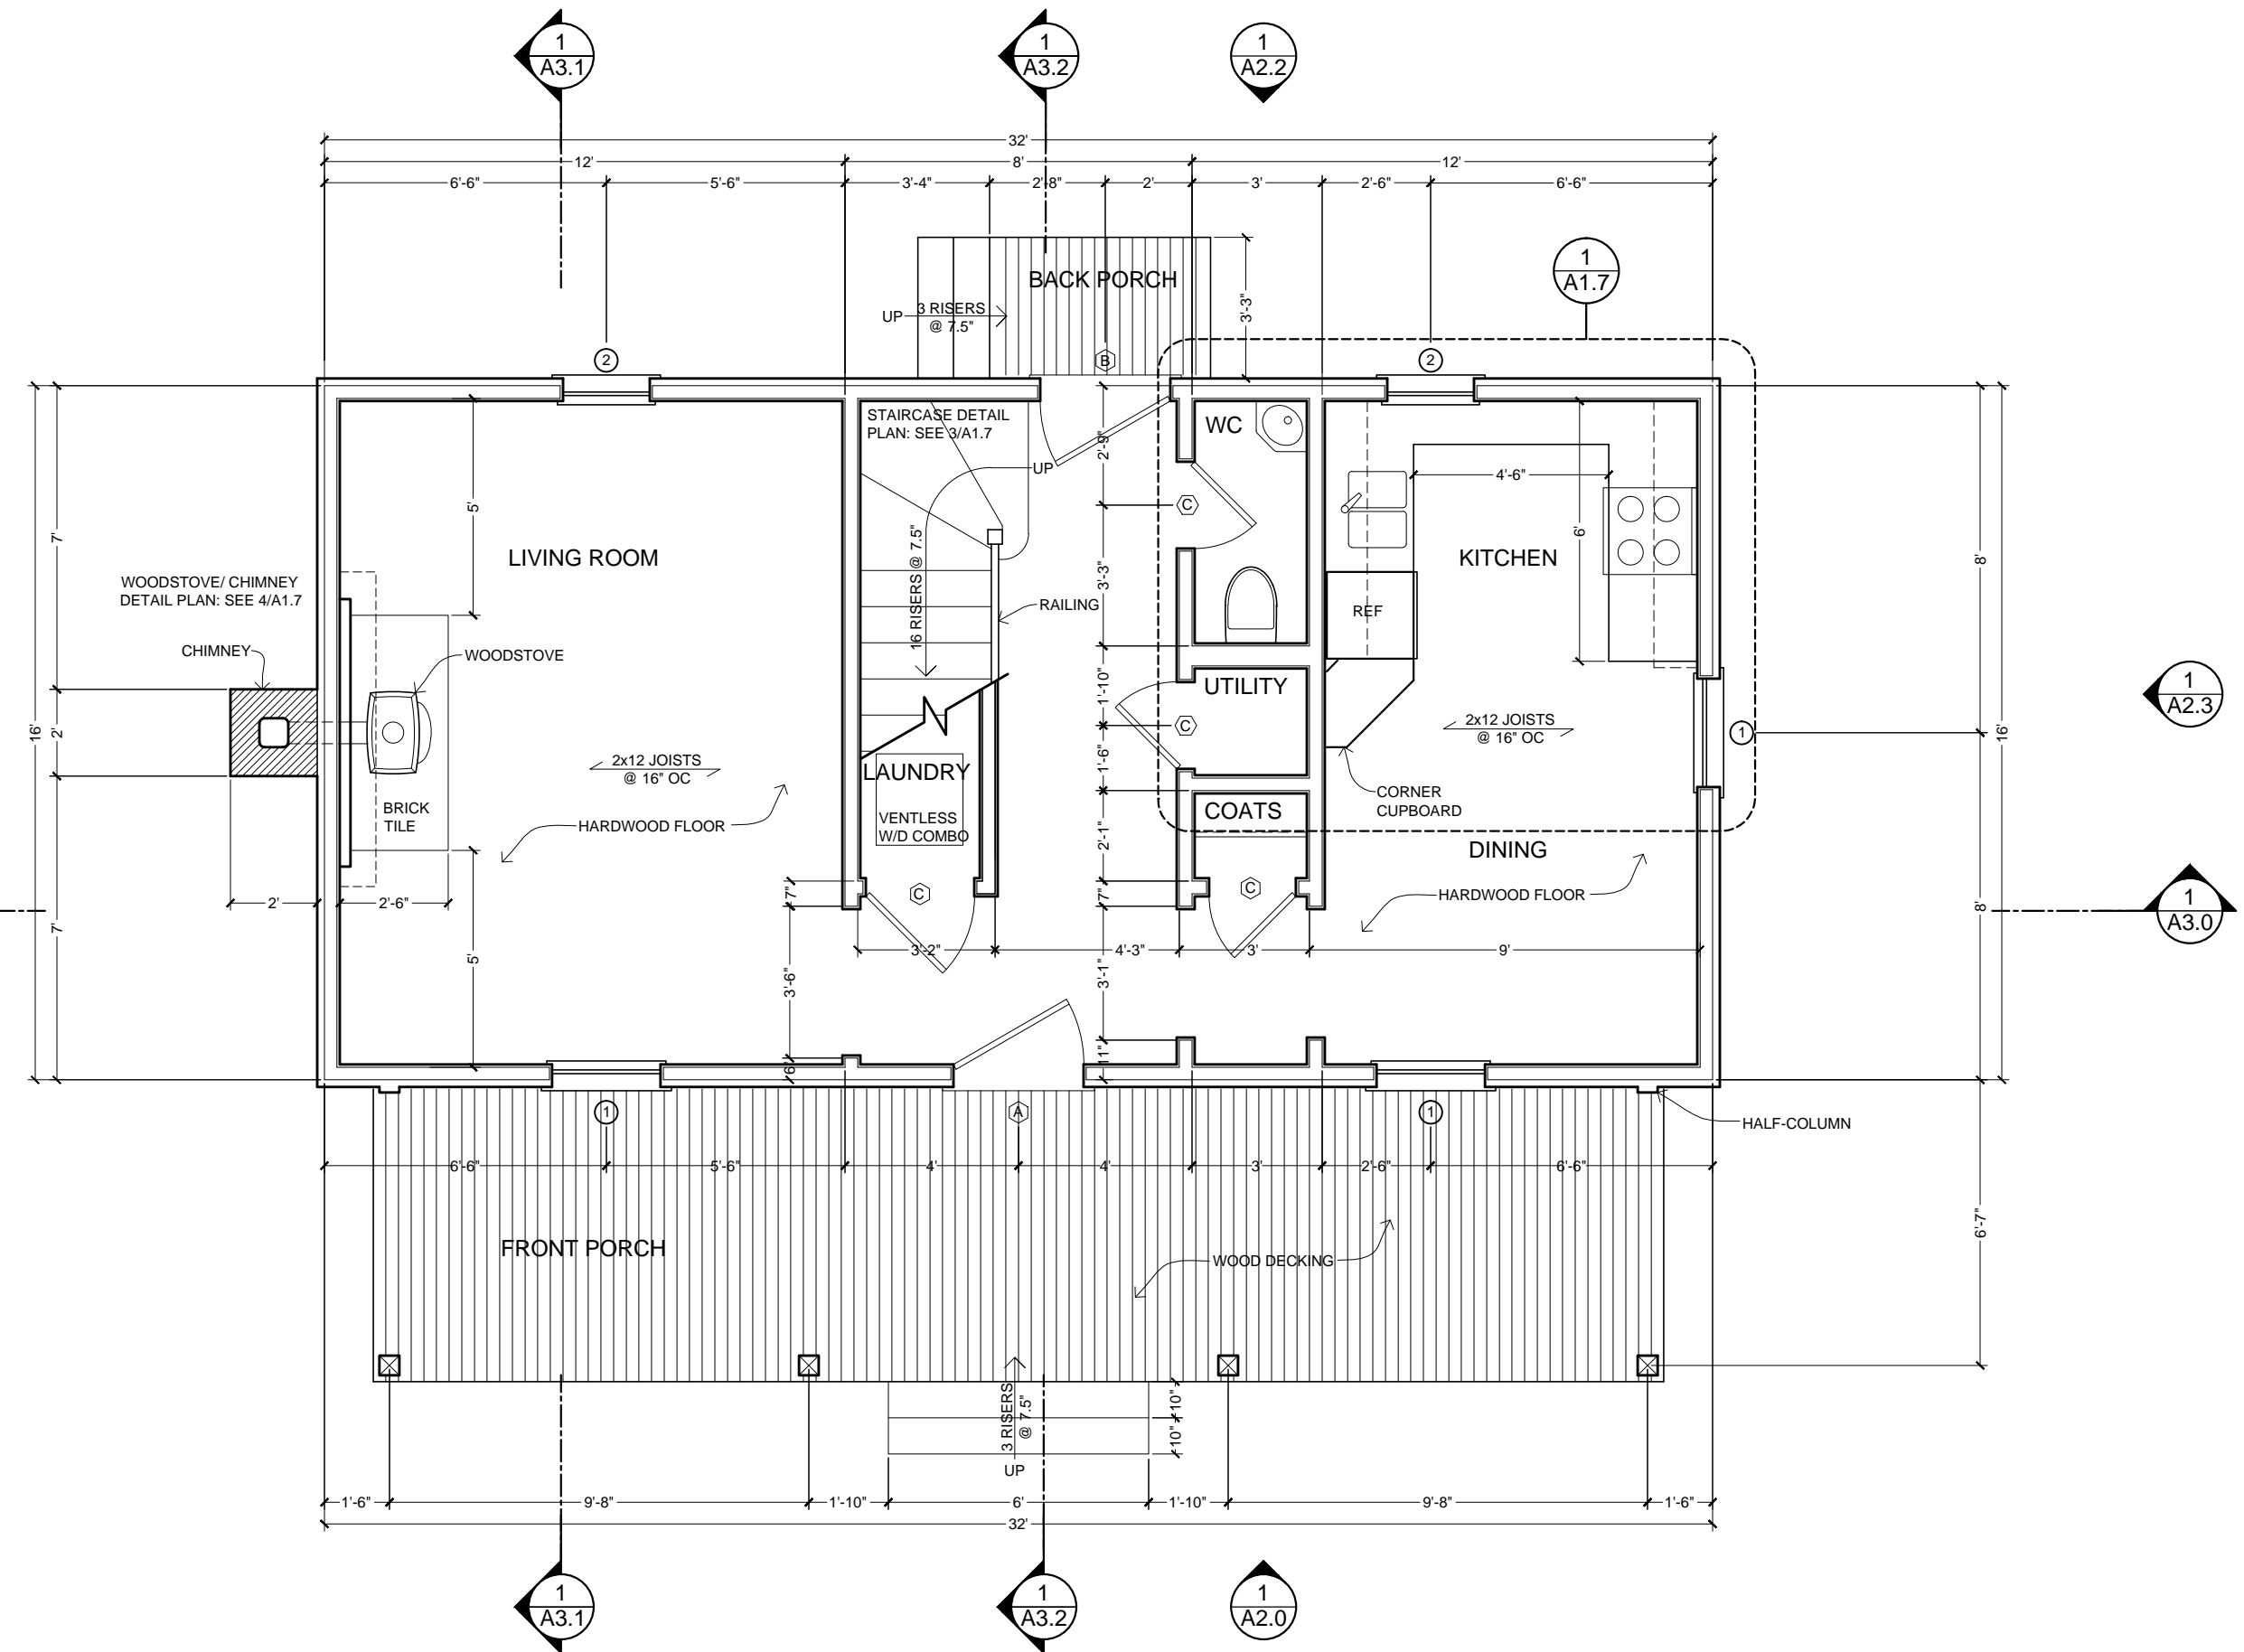 1
A3.1
1
A3.2
1
A2.2
32'
12'
8'
12'
6'-6"
5'-6"
3'-4"
2'-8"
2'
3'
2'-6"
6'-6"
1
A1.7
BACK PORCH
UP
3 RISERS
@ 7.5"
3'-3"
2
B
2
STAIRCASE DETAIL
PLAN: SEE 3/A1.7
UP
2'-9"
WC
5'
4'-6"
C
16 RISERS @ 7.5"
LIVING ROOM
6'
KITCHEN
7'
8'
WOODSTOVE/ CHIMNEY
DETAIL PLAN: SEE 4/A1.7
3'-3"
RAILING
REF
CHIMNEY
WOODSTOVE
1'-10"
UTILITY
1
A2.3
16'
2'
C
2x12 JOISTS
@ 16" OC
1
16'
2x12 JOISTS
@ 16" OC
1'-6"
LAUNDRY
CORNER
CUPBOARD
BRICK
TILE
VENTLESS
W/D COMBO
COATS
HARDWOOD FLOOR
2'-1"
DINING
7"
C
7"
C
HARDWOOD FLOOR
2'
2'-6"
7'
8'
1
A3.0
5'
3'-2"
4'-3"
3'
9'
3'-6"
3'-1"
6"
11"
1
A
1
HALF-COLUMN
6'-6"
5'-6"
4'
4'
3'
2'-6"
6'-6"
6'-7"
FRONT PORCH
WOOD DECKING
3 RISERS
@ 7.5"
10"
10"
UP
1'-6"
9'-8"
1'-10"
6'
1'-10"
9'-8"
1'-6"
32'
1
A3.1
1
A3.2
1
A2.0